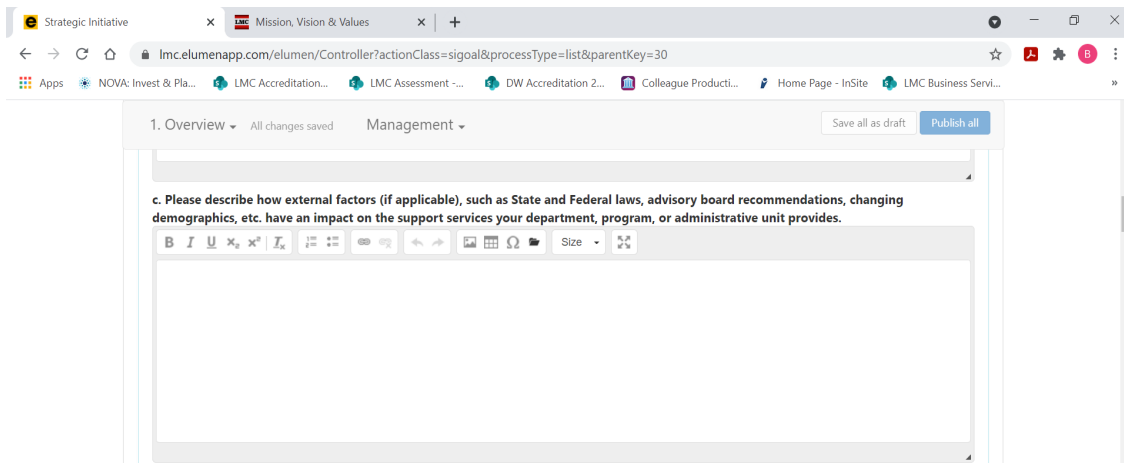 Strategic Initiative
Mission, Vision & Values
lmc.elumenapp.com/elumen/Controller?actionClass=sigoal&processType=list&parentKey=30
Apps NOVA: Invest & Pla... LMC Accreditation... LMC Assessment -... DW Accreditation 2... Colleague Producti... Home Page - InSite LMC Business Servi... »
1. Overview All changes saved Management Save all as draft Publish all
c. Please describe how external factors (if applicable), such as State and Federal laws, advisory board recommendations, changing
demographics, etc. have an impact on the support services your department, program, or administrative unit provides.
B I U x₂ x² Tx Ω Size